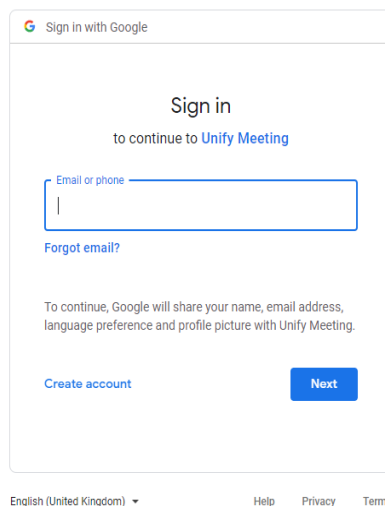 Sign in with Google
Sign in
to continue to Unify Meeting
Email or phone
Forgot email?
To continue, Google will share your name, email address,
language preference and profile picture with Unify Meeting.
Create account Next
English (United Kingdom) Help Privacy Term